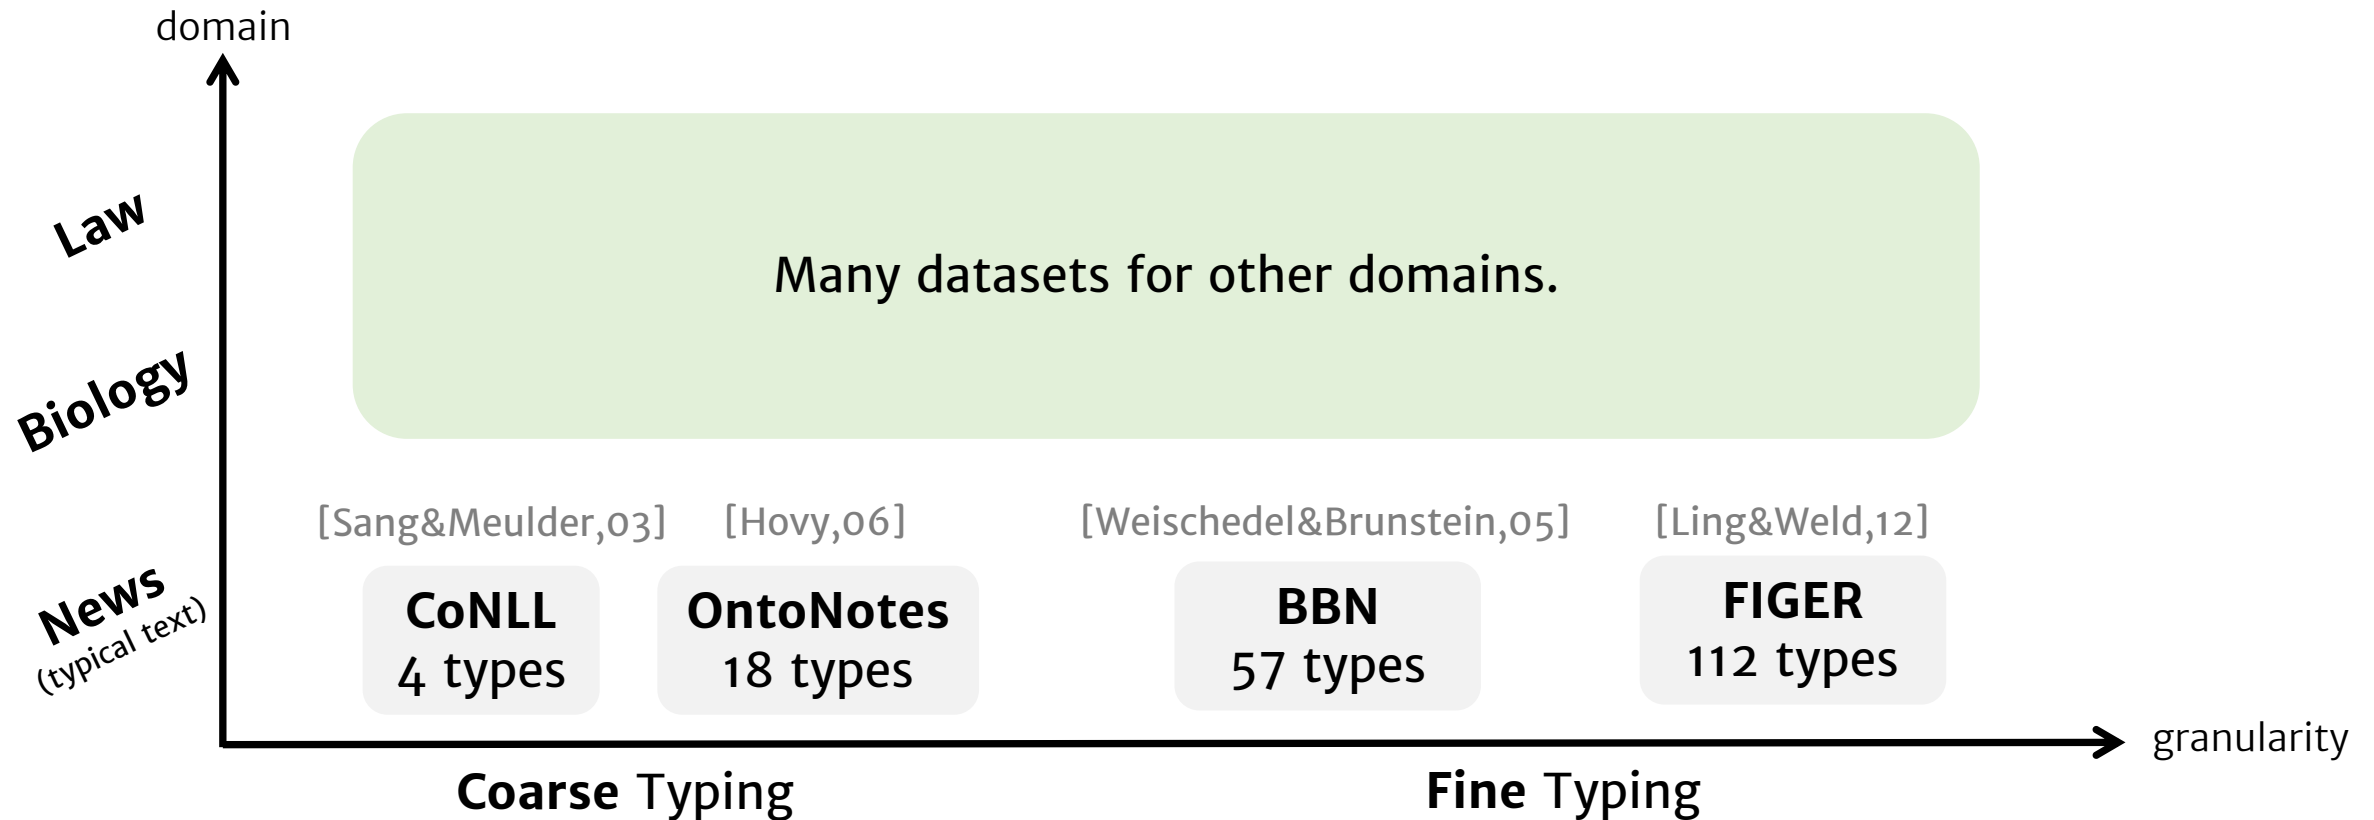 domain
Law
Many datasets for other domains.
Biology
[Sang&Meulder,03] [Hovy,06] [Weischedel&Brunstein,05] [Ling&Weld,12]
News
(typical text)
CoNLL
4 types
OntoNotes
18 types
BBN
57 types
FIGER
112 types
granularity
Coarse Typing
Fine Typing